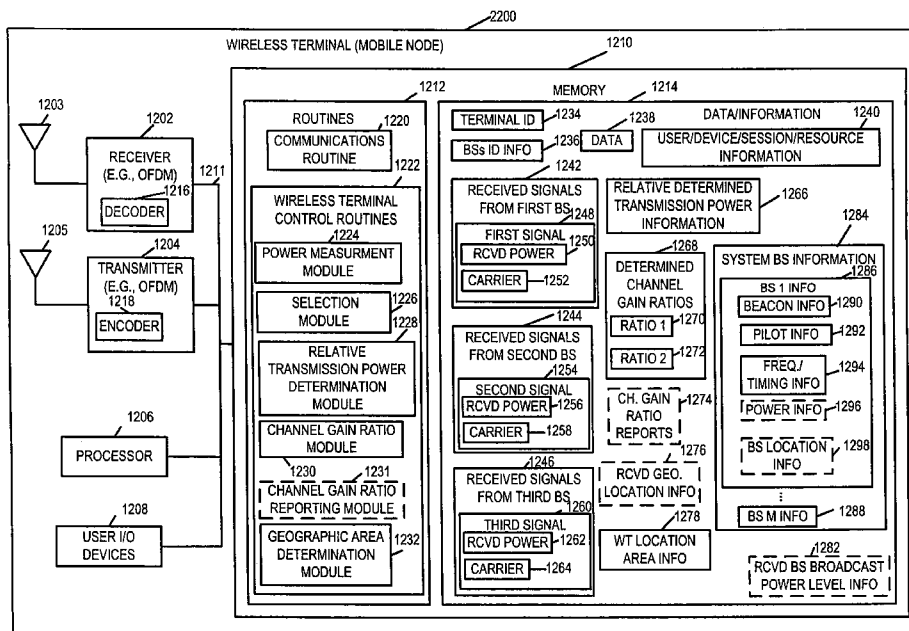 2200
WIRELESS TERMINAL (MOBILE NODE)
1210
1203
1202
RECEIVER
(E.G., OFDM)
1216
DECODER
1211
1205
1204
TRANSMITTER
(E.G., OFDM)
1218
ENCODER
1206
PROCESSOR
1208
USER I/O
DEVICES
1212
ROUTINES
1220
COMMUNICATIONS
ROUTINE
1222
WIRELESS TERMINAL
CONTROL ROUTINES
1224
POWER MEASURMENT
MODULE
1226
SELECTION MODULE
1228
RELATIVE
TRANSMISSION POWER
DETERMINATION
MODULE
CHANNEL GAIN RATIO
MODULE
1230
1231
CHANNEL GAIN RATIO
REPORTING MODULE
GEOGRAPHIC AREA
DETERMINATION
MODULE
1232
MEMORY
1214
DATA/INFORMATION
TERMINAL ID
1234
BSs ID INFO
1236
1238
DATA
1240
USER/DEVICE/SESSION/RESOURCE
INFORMATION
1242
RECEIVED SIGNALS
FROM FIRST BS
1248
FIRST SIGNAL
RCVD POWER
1250
CARRIER
1252
1244
RECEIVED SIGNALS
FROM SECOND BS
1254
SECOND SIGNAL
RCVD POWER
1256
CARRIER
1258
1246
RECEIVED SIGNALS
FROM THIRD BS
1260
THIRD SIGNAL
RCVD POWER
1262
CARRIER
1264
RELATIVE DETERMINED
TRANSMISSION POWER
INFORMATION
1266
1268
DETERMINED
CHANNEL
GAIN RATIOS
RATIO 1
1270
RATIO 2
1272
CH. GAIN
RATIO
REPORTS
1274
1276
RCVD GEO.
LOCATION INFO
1278
WT LOCATION
AREA INFO
1284
SYSTEM BS INFORMATION
1286
BS 1 INFO
BEACON INFO
1290
PILOT INFO
1292
FREQ./
TIMING INFO
1294
POWER INFO
1296
BS LOCATION
INFO
1298
BS M INFO
1288
1282
RCVD BS BROADCAST
POWER LEVEL INFO